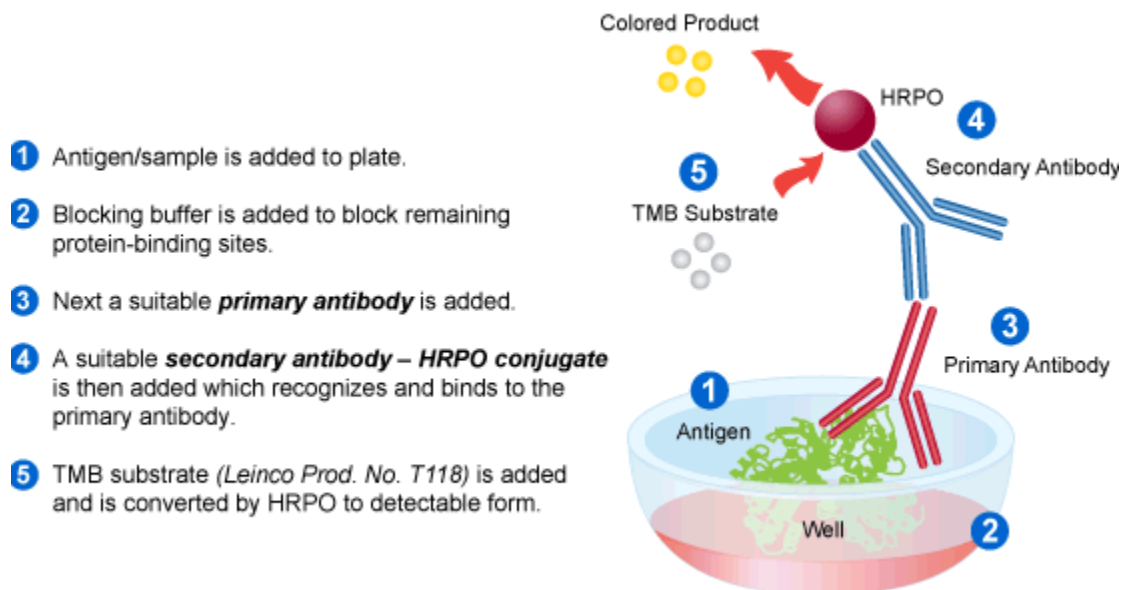 1 Antigen/sample is added to plate.
2 Blocking buffer is added to block remaining
protein-binding sites.
3 Next a suitable primary antibody is added.
4 A suitable secondary antibody – HRPO conjugate
is then added which recognizes and binds to the
primary antibody.
5 TMB substrate (Leinco Prod. No. T118) is added
and is converted by HRPO to detectable form.
Colored Product
HRPO
4
Secondary Antibody
5
TMB Substrate
3
Primary Antibody
1
Antigen
Well
2